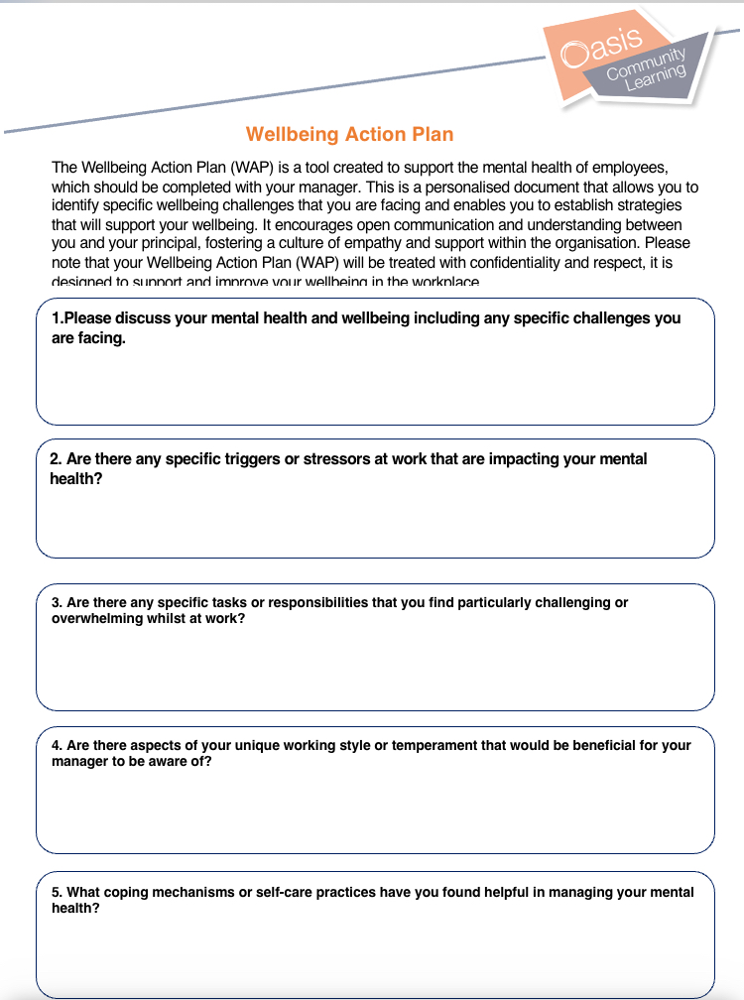 Oasis
Community
Learning
Wellbeing Action Plan
The Wellbeing Action Plan (WAP) is a tool created to support the mental health of employees,
which should be completed with your manager. This is a personalised document that allows you to
identify specific wellbeing challenges that you are facing and enables you to establish strategies
that will support your wellbeing. It encourages open communication and understanding between
you and your principal, fostering a culture of empathy and support within the organisation. Please
note that your Wellbeing Action Plan (WAP) will be treated with confidentiality and respect, it is
designed to support and improve your wellbeing in the workplace
1.Please discuss your mental health and wellbeing including any specific challenges you
are facing.
2. Are there any specific triggers or stressors at work that are impacting your mental
health?
3. Are there any specific tasks or responsibilities that you find particularly challenging or
overwhelming whilst at work?
4. Are there aspects of your unique working style or temperament that would be beneficial for your
manager to be aware of?
5. What coping mechanisms or self-care practices have you found helpful in managing your mental
health?